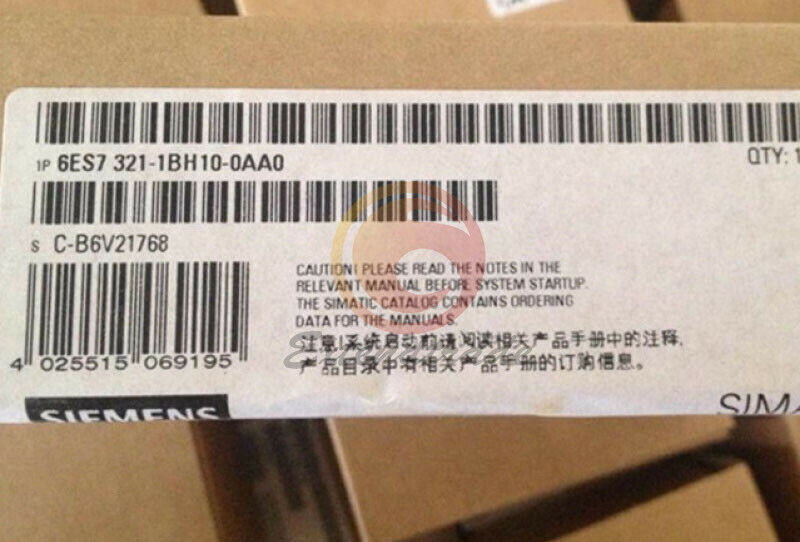 1P 6ES7 321-1BH10-0AA0
QTY: 1
S C-B6V21768
CAUTION! PLEASE READ THE NOTES IN THE
RELEVANT MANUAL BEFORE SYSTEM STARTUP.
THE SIMATIC CATALOG CONTAINS ORDERING
DATA FOR THE MANUALS.
注意!系统启动前请阅读相关产品手册中的注释,
产品目录中有相关产品手册的订购信息。
4 025515 069195
SIEMENS